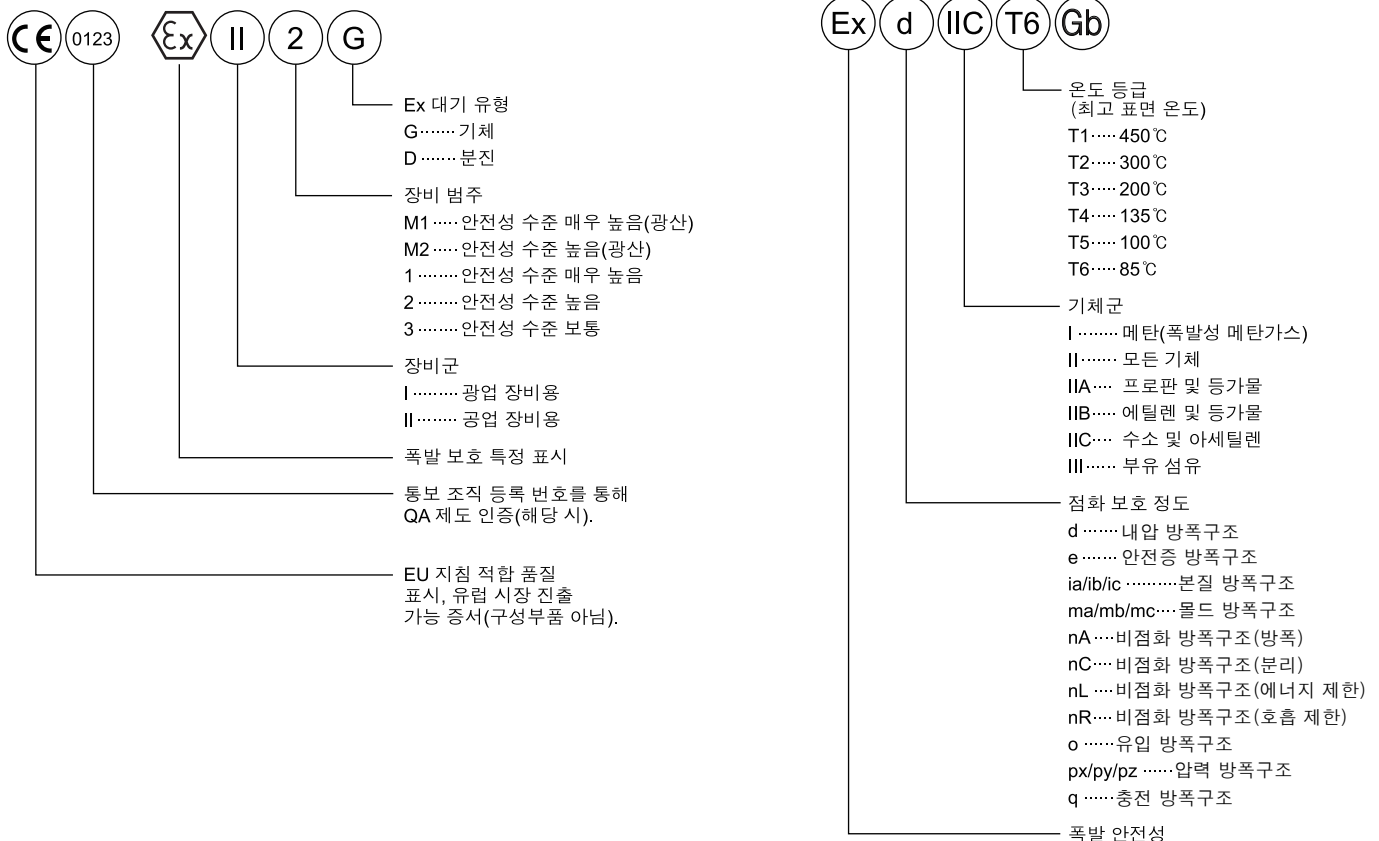 CE 0123 Ex II 2 G
Ex 대기 유형
G······· 기체
D ······· 분진
장비 범주
M1 ····· 안전성 수준 매우 높음(광산)
M2 ····· 안전성 수준 높음(광산)
1 ········ 안전성 수준 매우 높음
2 ········ 안전성 수준 높음
3 ········ 안전성 수준 보통
장비군
I ········· 광업 장비용
II ········ 공업 장비용
폭발 보호 특정 표시
통보 조직 등록 번호를 통해
QA 제도 인증(해당 시).
EU 지침 적합 품질
표시, 유럽 시장 진출
가능 증서(구성부품 아님).
Ex d IIC T6 Gb
온도 등급
(최고 표면 온도)
T1····· 450℃
T2····· 300℃
T3····· 200℃
T4····· 135℃
T5····· 100℃
T6····· 85℃
기체군
I ········ 메탄(폭발성 메탄가스)
II ······· 모든 기체
IIA···· 프로판 및 등가물
IIB····· 에틸렌 및 등가물
IIC···· 수소 및 아세틸렌
III······ 부유 섬유
점화 보호 정도
d ······· 내압 방폭구조
e ······· 안전증 방폭구조
ia/ib/ic ··········본질 방폭구조
ma/mb/mc···· 몰드 방폭구조
nA ····비점화 방폭구조(방폭)
nC····비점화 방폭구조(분리)
nL ····비점화 방폭구조(에너지 제한)
nR····비점화 방폭구조(호흡 제한)
o ······유입 방폭구조
px/py/pz ······압력 방폭구조
q ······충전 방폭구조
폭발 안전성